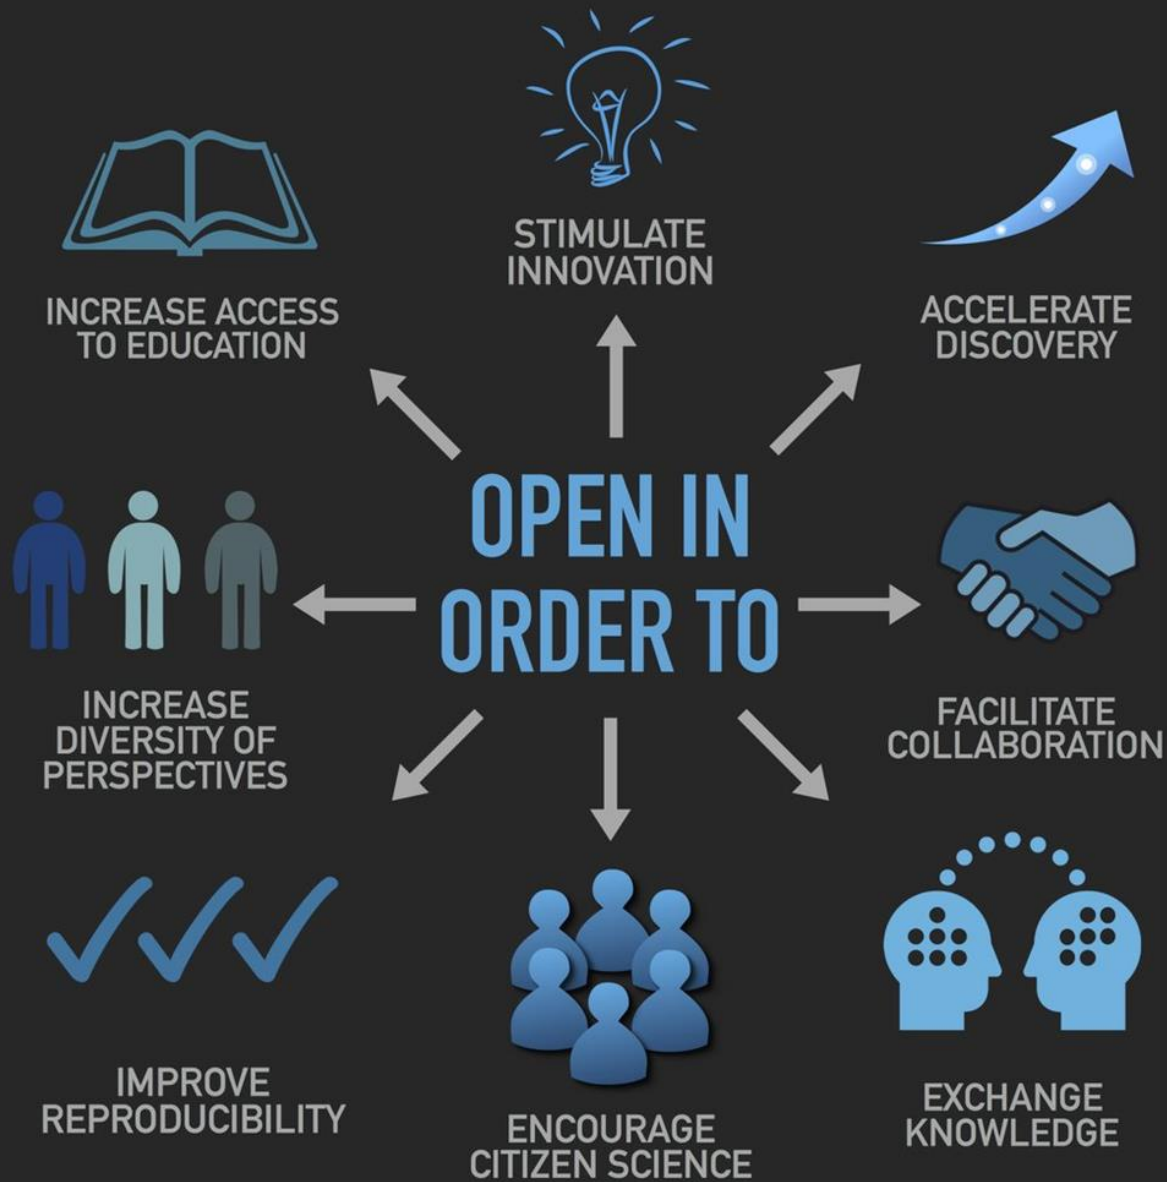 STIMULATE
INNOVATION
INCREASE ACCESS
TO EDUCATION
ACCELERATE
DISCOVERY
OPEN IN
ORDER TO
INCREASE
DIVERSITY OF
PERSPECTIVES
FACILITATE
COLLABORATION
IMPROVE
REPRODUCIBILITY
ENCOURAGE
CITIZEN SCIENCE
EXCHANGE
KNOWLEDGE